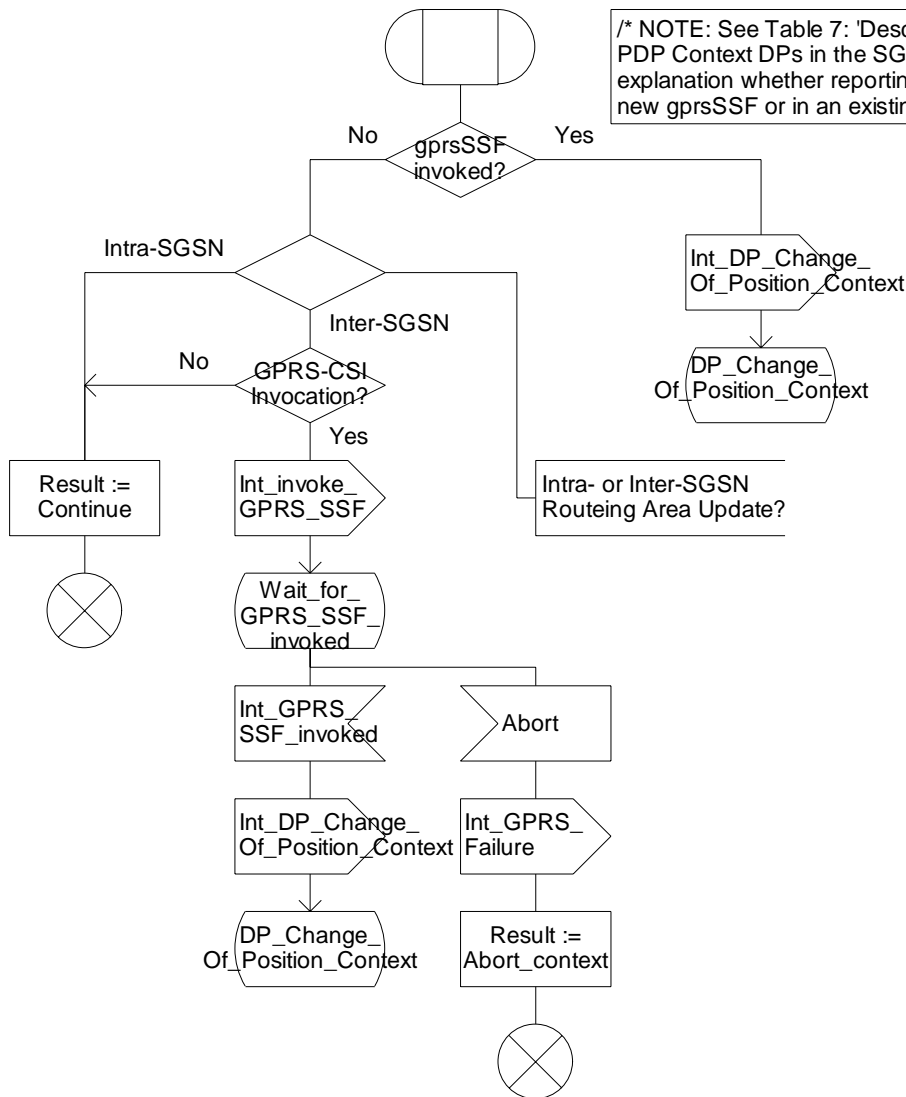 /* NOTE: See Table 7: 'Desc
PDP Context DPs in the SG
explanation whether reportin
new gprsSSF or in an existin
No
gprsSSF
invoked?
Yes
Intra-SGSN
Int_DP_Change_
Of_Position_Context
Inter-SGSN
No
GPRS-CSI
Invocation?
DP_Change_
Of_Position_Context
Yes
Result :=
Continue
Int_invoke_
GPRS_SSF
Intra- or Inter-SGSN
Routeing Area Update?
Wait_for_
GPRS_SSF_
invoked
Int_GPRS_
SSF_invoked
Abort
Int_DP_Change_
Of_Position_Context
Int_GPRS_
Failure
DP_Change_
Of_Position_Context
Result :=
Abort_context